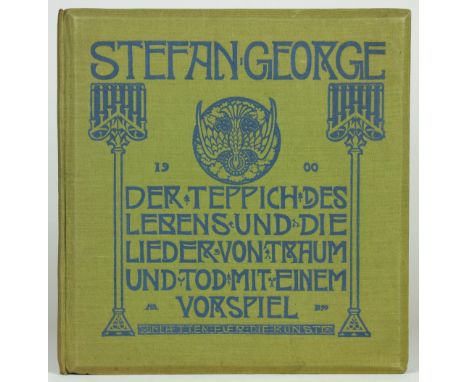 STEFAN·GEORGE
19 00
DER·TEPPICH·DES
LEBENS·UND·DIE
LIEDER·VON·TRAUM
UND·TOD·MIT·EINEM
VORSPIEL
BLÄTTER·FUER·DIE·KUNST